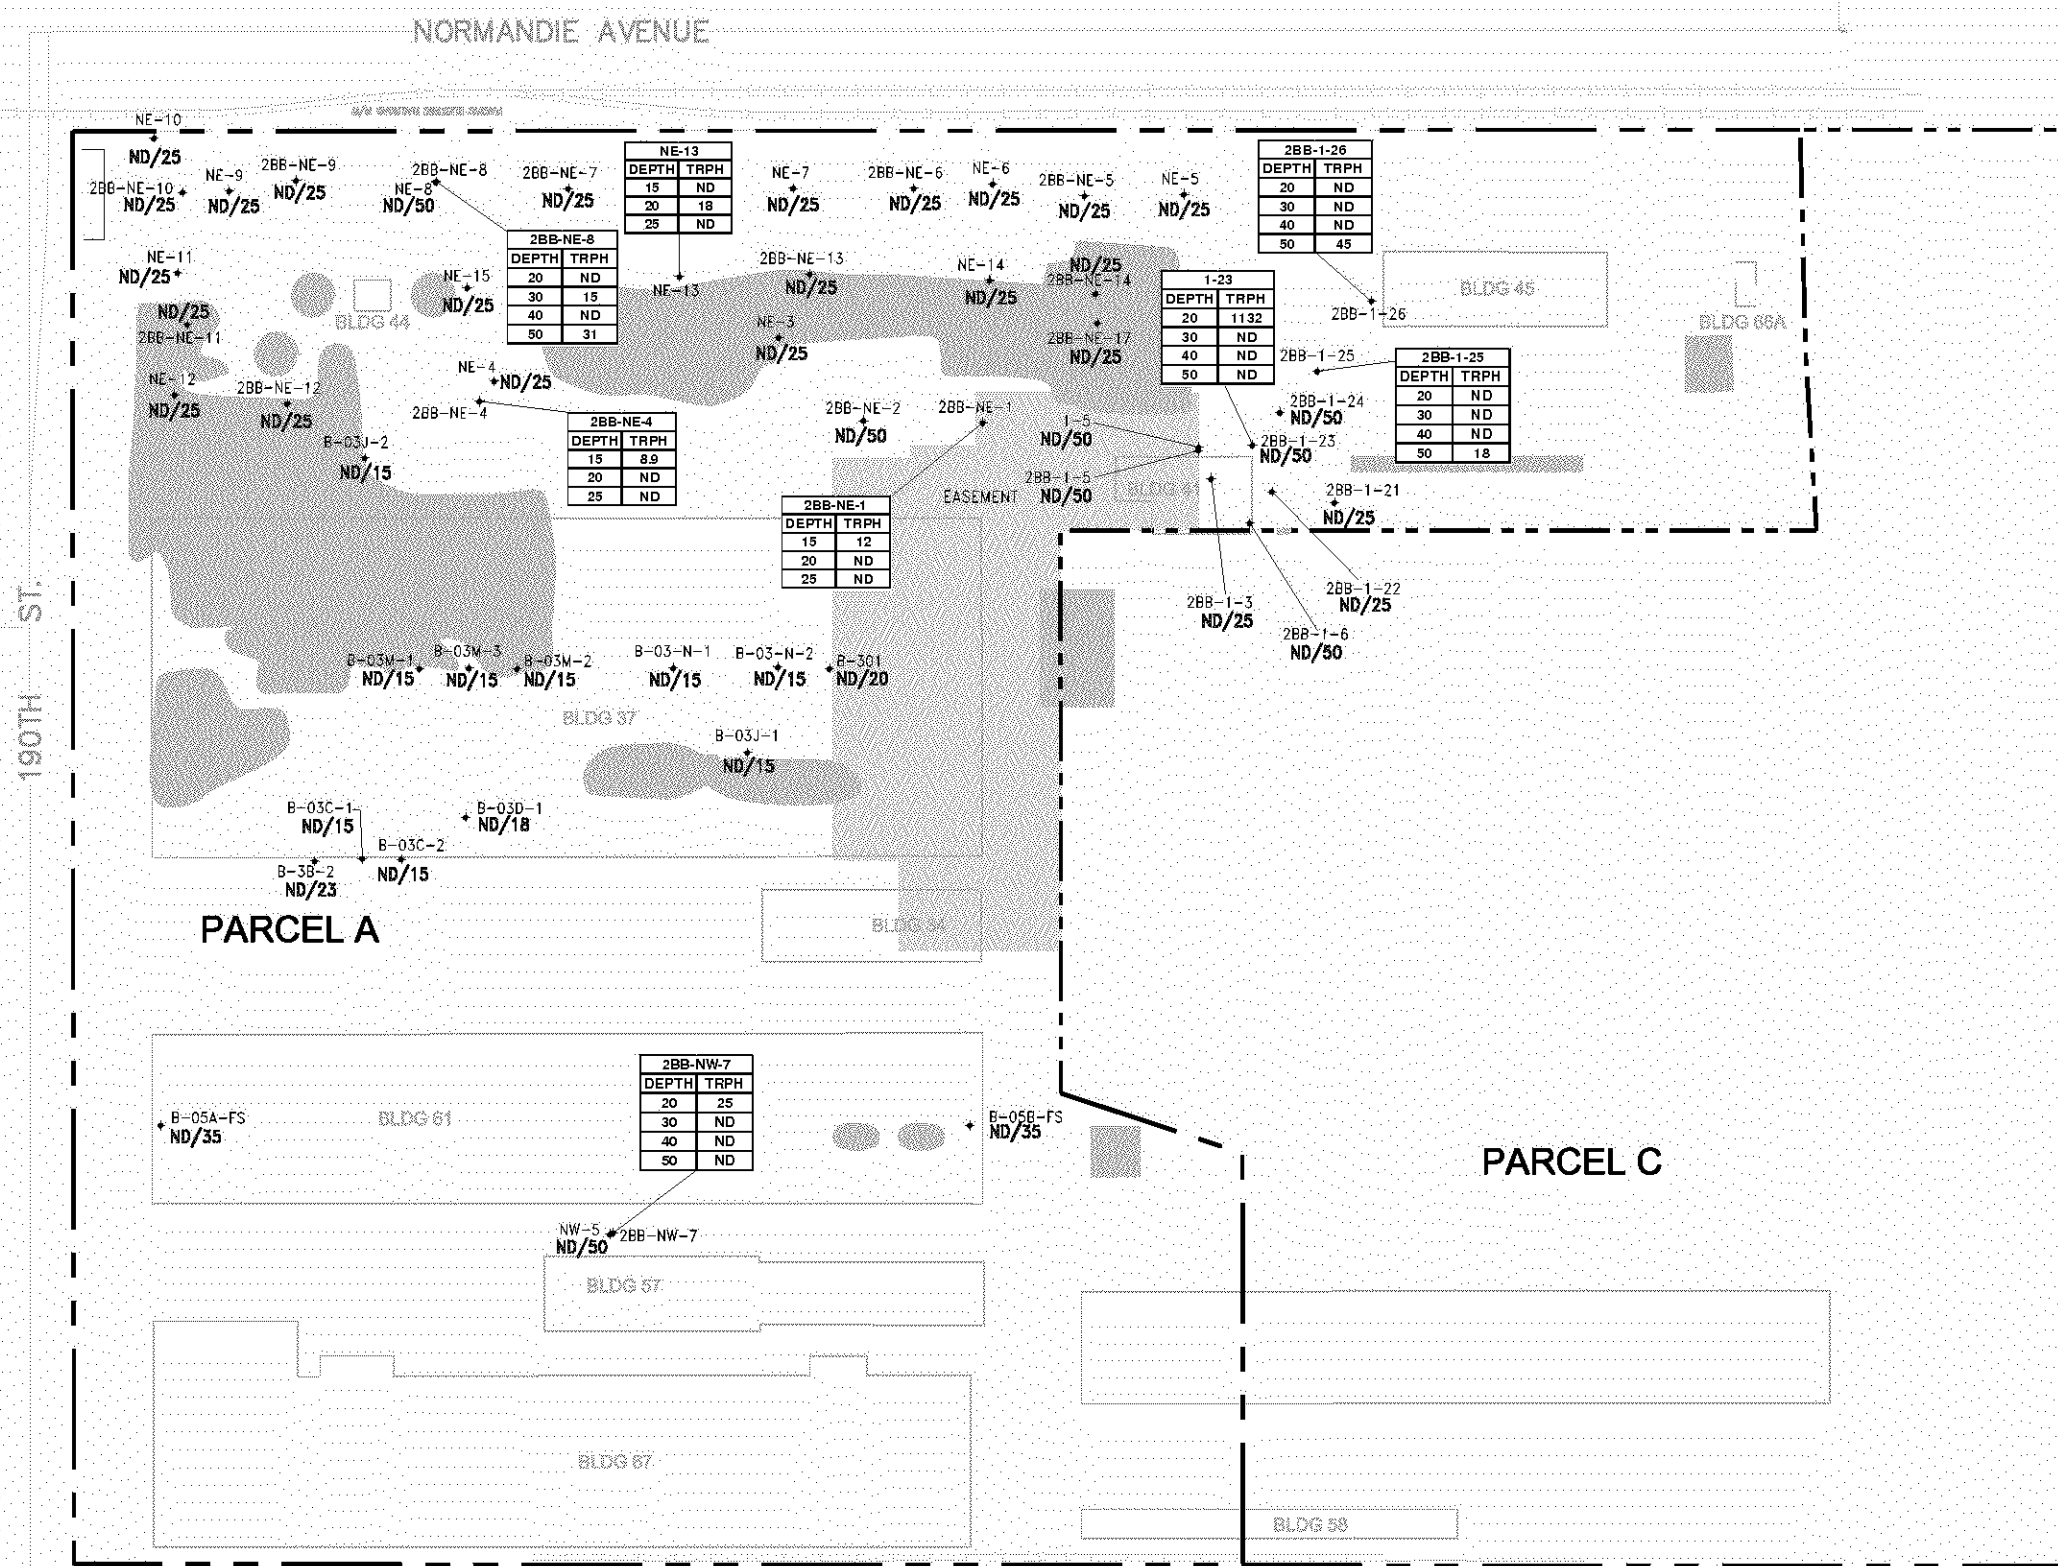 NORMANDIE AVENUE
190TH ST.
NE-10
ND/25
2BB-NE-10
ND/25
NE-9
ND/25
2BB-NE-9
ND/25
2BB-NE-8
NE-8
ND/50
2BB-NE-7
ND/25
NE-13
DEPTH TRPH
15 ND
20 18
25 ND
NE-7
ND/25
2BB-NE-6
ND/25
NE-6
ND/25
2BB-NE-5
ND/25
NE-5
ND/25
2BB-1-26
DEPTH TRPH
20 ND
30 ND
40 ND
50 45
2BB-NE-8
DEPTH TRPH
20 ND
30 15
40 ND
50 31
NE-11
ND/25
ND/25
2BB-NE-11
BLDG 44
NE-15
ND/25
NE-13
2BB-NE-13
ND/25
NE-14
ND/25
ND/25
2BB-NE-14
2BB-NE-17
ND/25
1-23
DEPTH TRPH
20 1132
30 ND
40 ND
50 ND
2BB-1-26
BLDG 45
BLDG 66A
NE-3
ND/25
2BB-1-25
2BB-1-25
DEPTH TRPH
20 ND
30 ND
40 ND
50 18
NE-12
ND/25
2BB-NE-12
ND/25
NE-4
ND/25
2BB-NE-4
2BB-NE-4
DEPTH TRPH
15 8.9
20 ND
25 ND
2BB-NE-2
ND/50
2BB-NE-1
1-5
ND/50
2BB-1-24
ND/50
2BB-1-23
ND/50
B-03J-2
ND/15
2BB-NE-1
DEPTH TRPH
15 12
20 ND
25 ND
EASEMENT
2BB-1-5
ND/50
BLDG 41
2BB-1-21
ND/25
2BB-1-22
ND/25
2BB-1-3
ND/25
2BB-1-6
ND/50
B-03M-1
ND/15
B-03M-3
ND/15
B-03M-2
ND/15
B-03-N-1
ND/15
B-03-N-2
ND/15
B-301
ND/20
BLDG 37
B-03J-1
ND/15
B-03C-1
ND/15
B-03D-1
ND/18
B-3B-2
ND/23
B-03C-2
ND/15
PARCEL A
BLDG 34
2BB-NW-7
DEPTH TRPH
20 25
30 ND
40 ND
50 ND
B-05A-FS
ND/35
BLDG 61
B-05B-FS
ND/35
PARCEL C
NW-5
ND/50
2BB-NW-7
BLDG 57
BLDG 67
BLDG 58